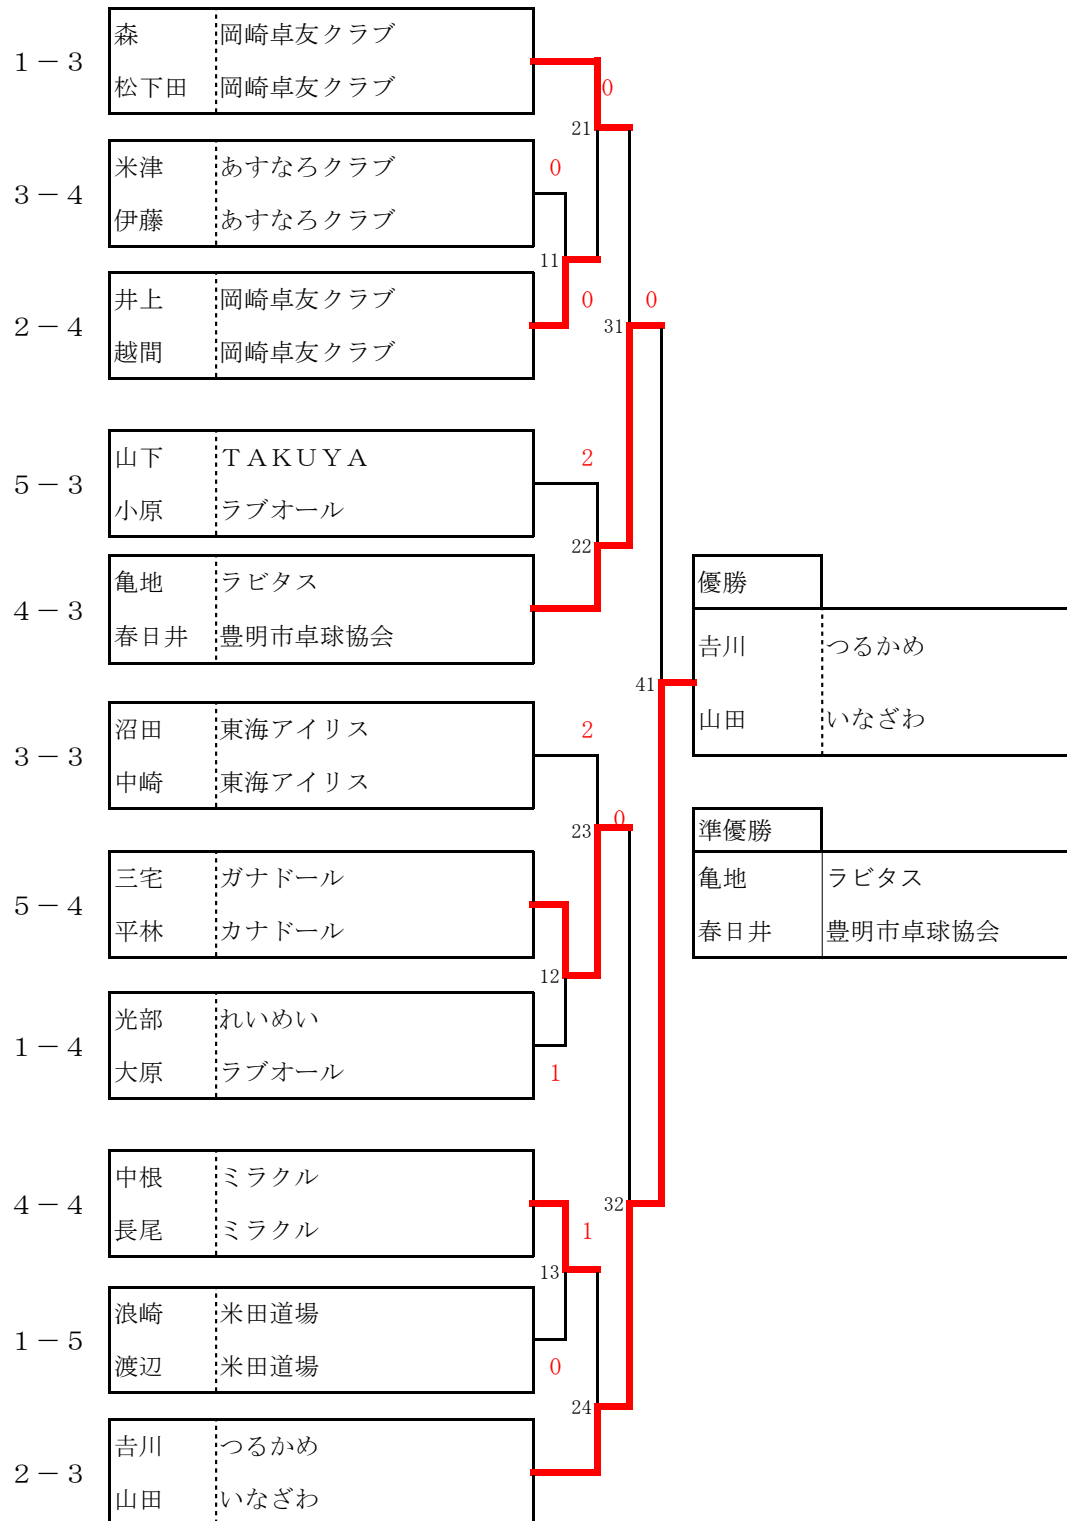 森 岡崎卓友クラブ
1－3
松下田 岡崎卓友クラブ
0
21
米津 あすなろクラブ
0
3－4
伊藤 あすなろクラブ
11
井上 岡崎卓友クラブ
0
0
2－4
31
越間 岡崎卓友クラブ
山下 ＴＡＫＵＹＡ
2
5－3
小原 ラブオール
22
亀地 ラビタス
4－3
春日井 豊明市卓球協会
優勝
𠮷川 つるかめ
41
山田 いなざわ
沼田 東海アイリス
2
3－3
中崎 東海アイリス
0
23
準優勝
亀地 ラビタス
春日井 豊明市卓球協会
三宅 ガナドール
5－4
平林 カナドール
12
光部 れいめい
1－4
大原 ラブオール
1
中根 ミラクル
4－4
32
長尾 ミラクル
1
13
浪崎 米田道場
1－5
渡辺 米田道場
0
24
𠮷川 つるかめ
2－3
山田 いなざわ